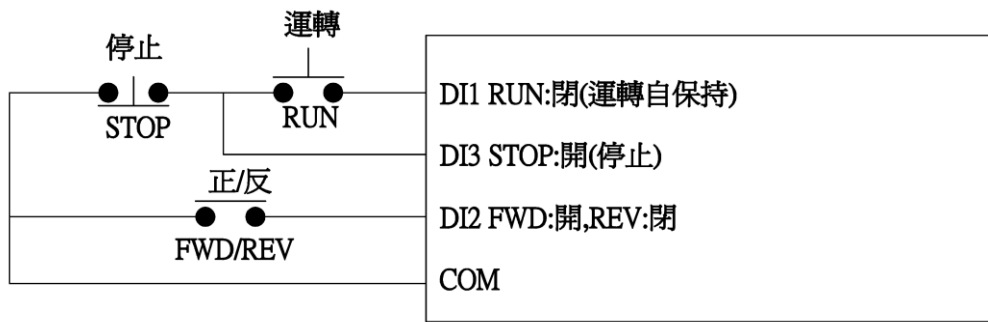 運轉
停止
DI1 RUN:閉(運轉自保持)
RUN
STOP
DI3 STOP:開(停止)
正/反
DI2 FWD:開,REV:閉
FWD/REV
COM